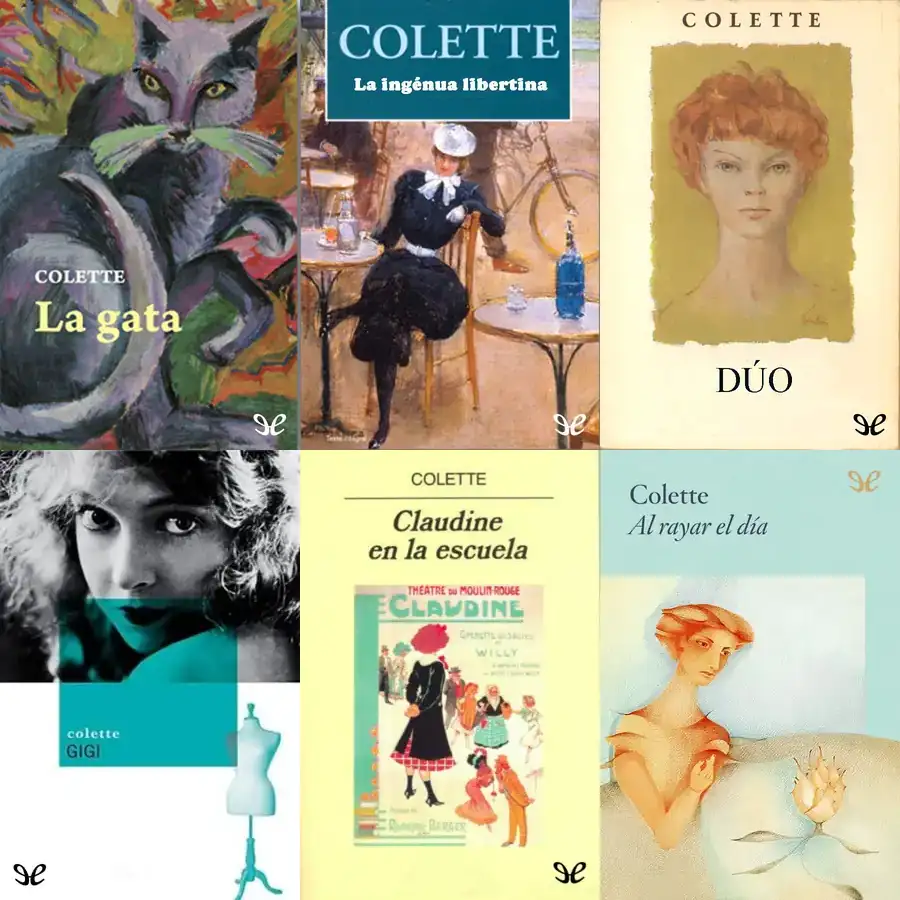 COLETTE
La gata
COLETTE
La ingénua libertina
COLETTE
DÚO
colette
GIGI
COLETTE
Claudine
en la escuela
THÉATRE DU MOULIN-ROUGE
CLAUDINE
WILLY
Colette
Al rayar el día